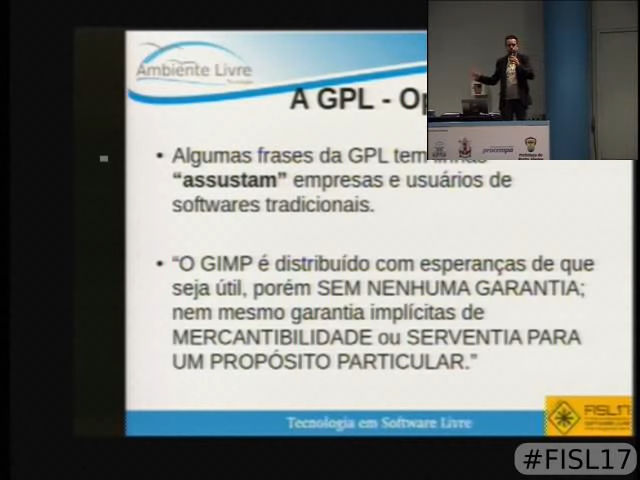 Ambiente Livre
A GPL - Op
• Algumas frases da GPL tem linhas
“assustam” empresas e usuários de
softwares tradicionais.
• “O GIMP é distribuído com esperanças de que
seja útil, porém SEM NENHUMA GARANTIA;
nem mesmo garantia implícitas de
MERCANTIBILIDADE ou SERVENTIA PARA
UM PROPÓSITO PARTICULAR.”
Tecnologia em Software Livre
FISL17
procempa
#FISL17